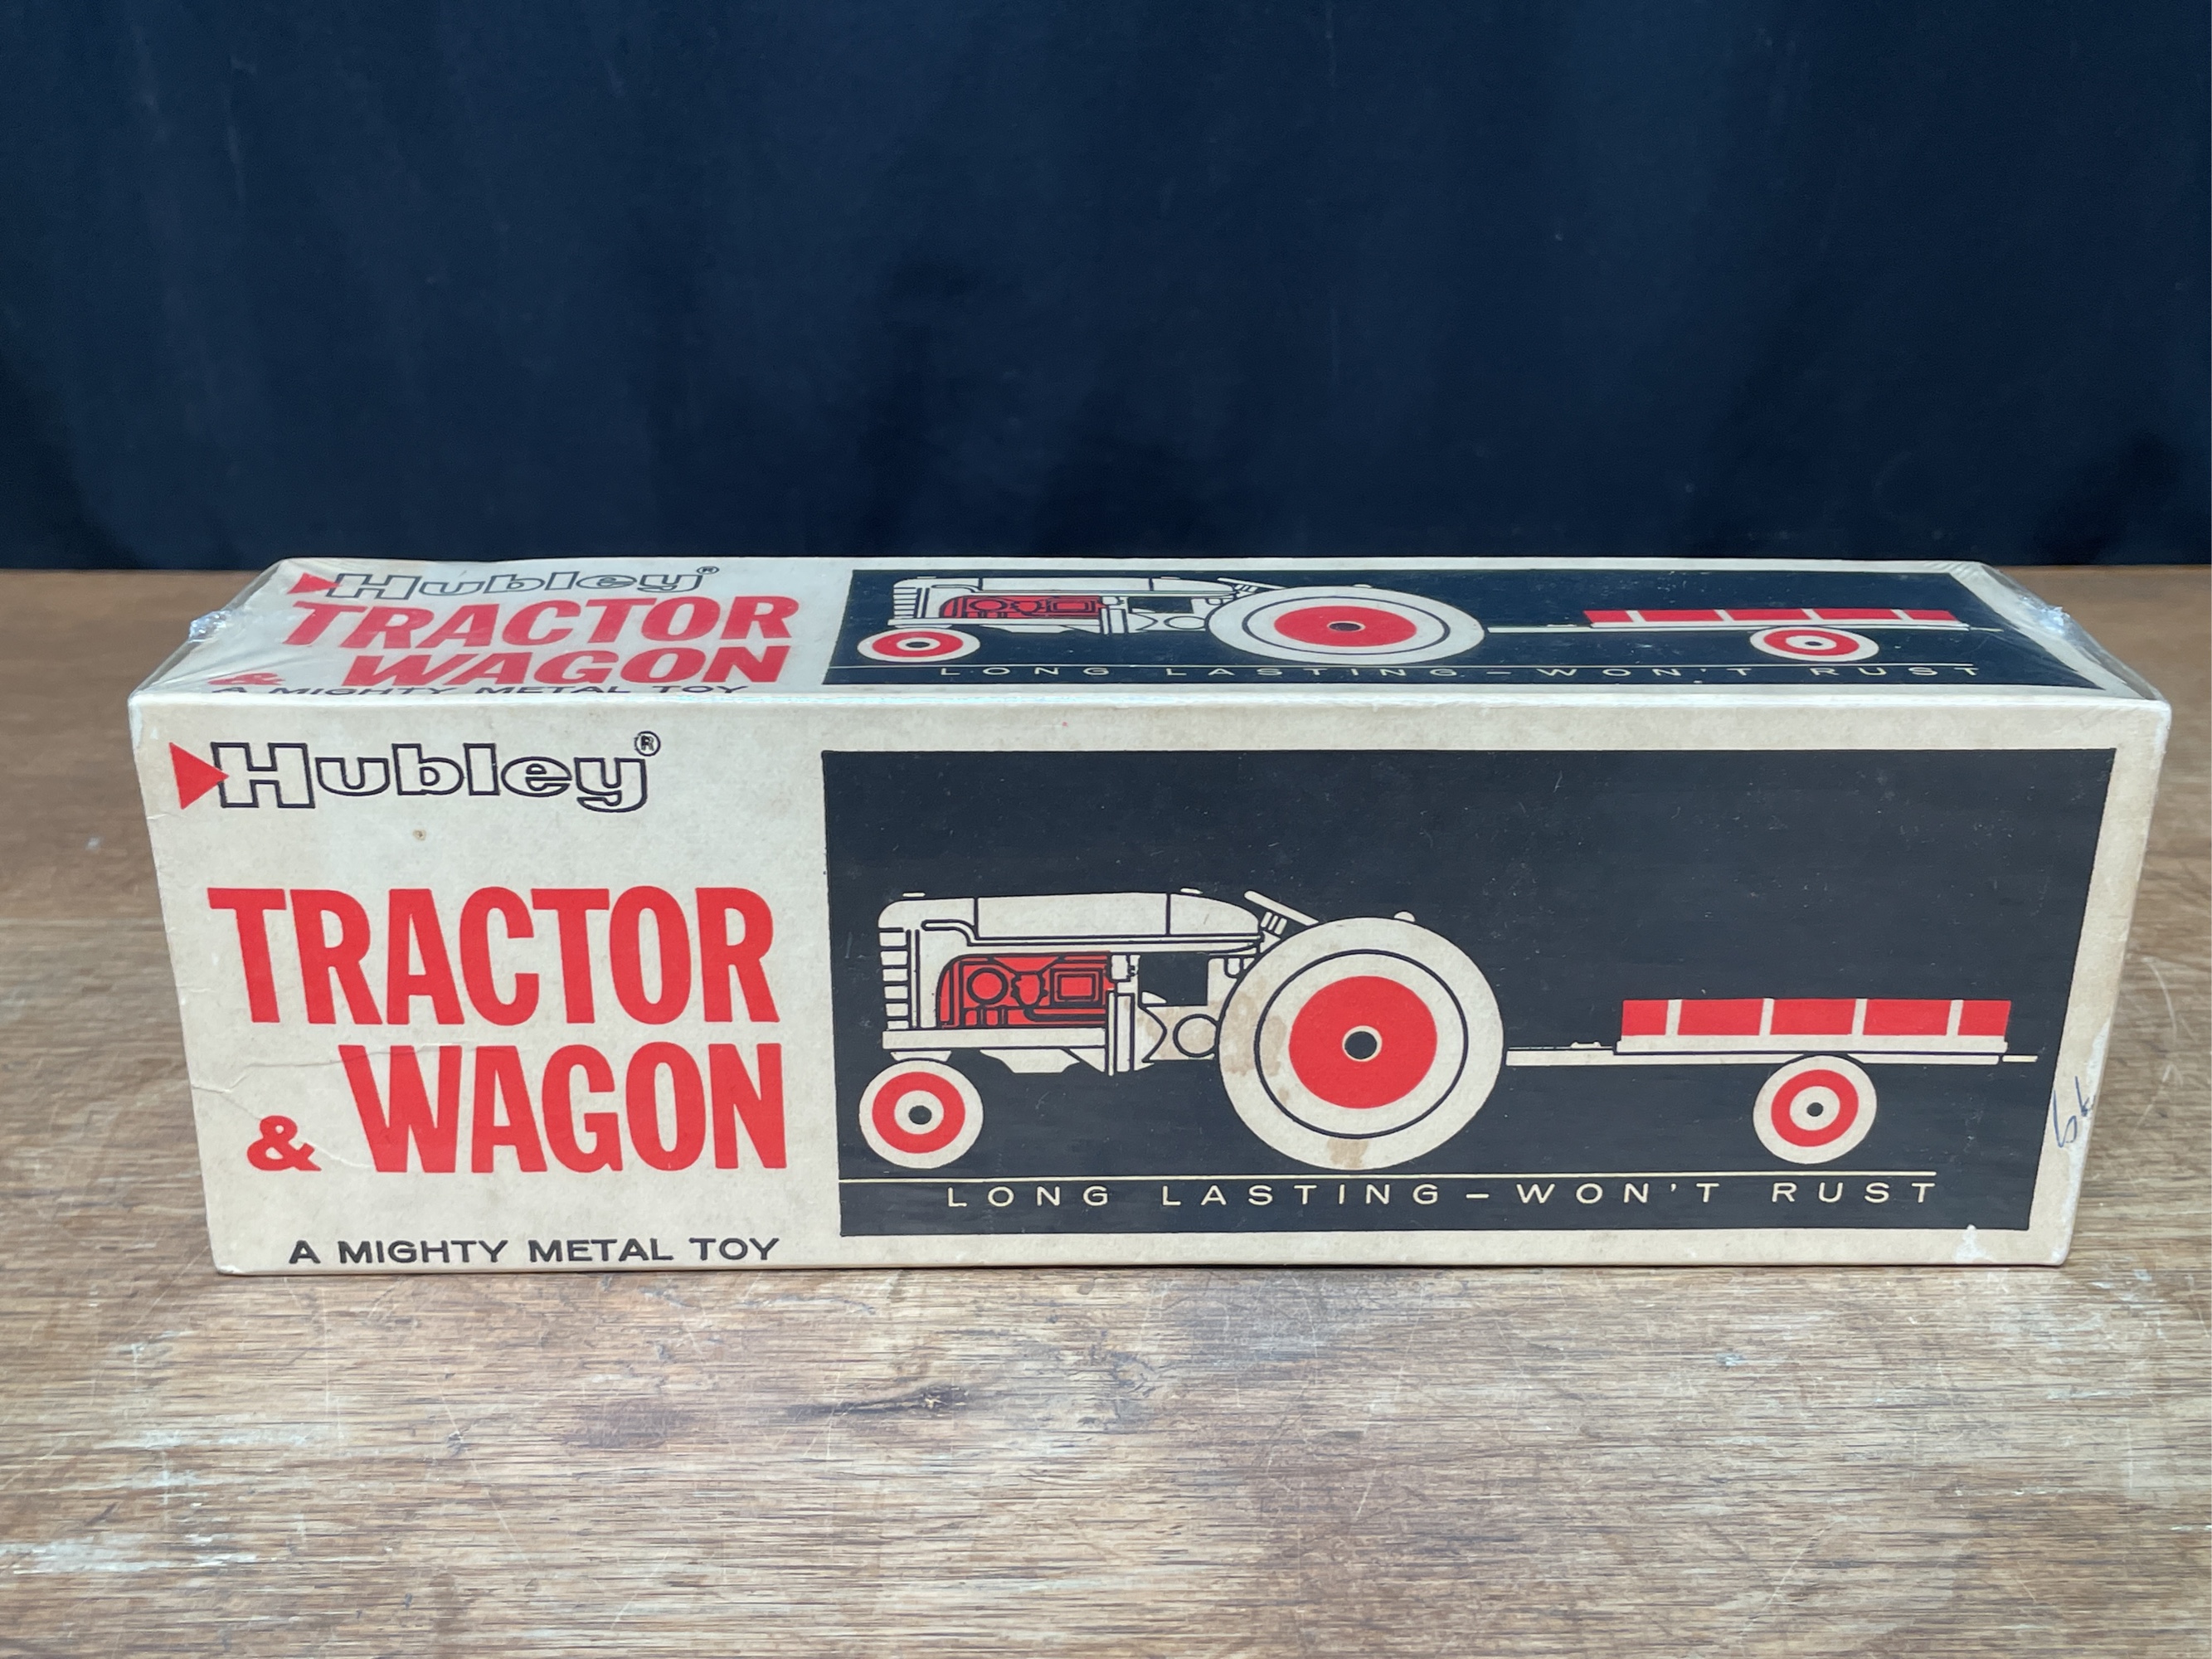 Hubley®
TRACTOR
& WAGON
A MIGHTY METAL TOY
LONG LASTING – WON'T RUST
Hubley®
TRACTOR
& WAGON
A MIGHTY METAL TOY
LONG LASTING – WON'T RUST